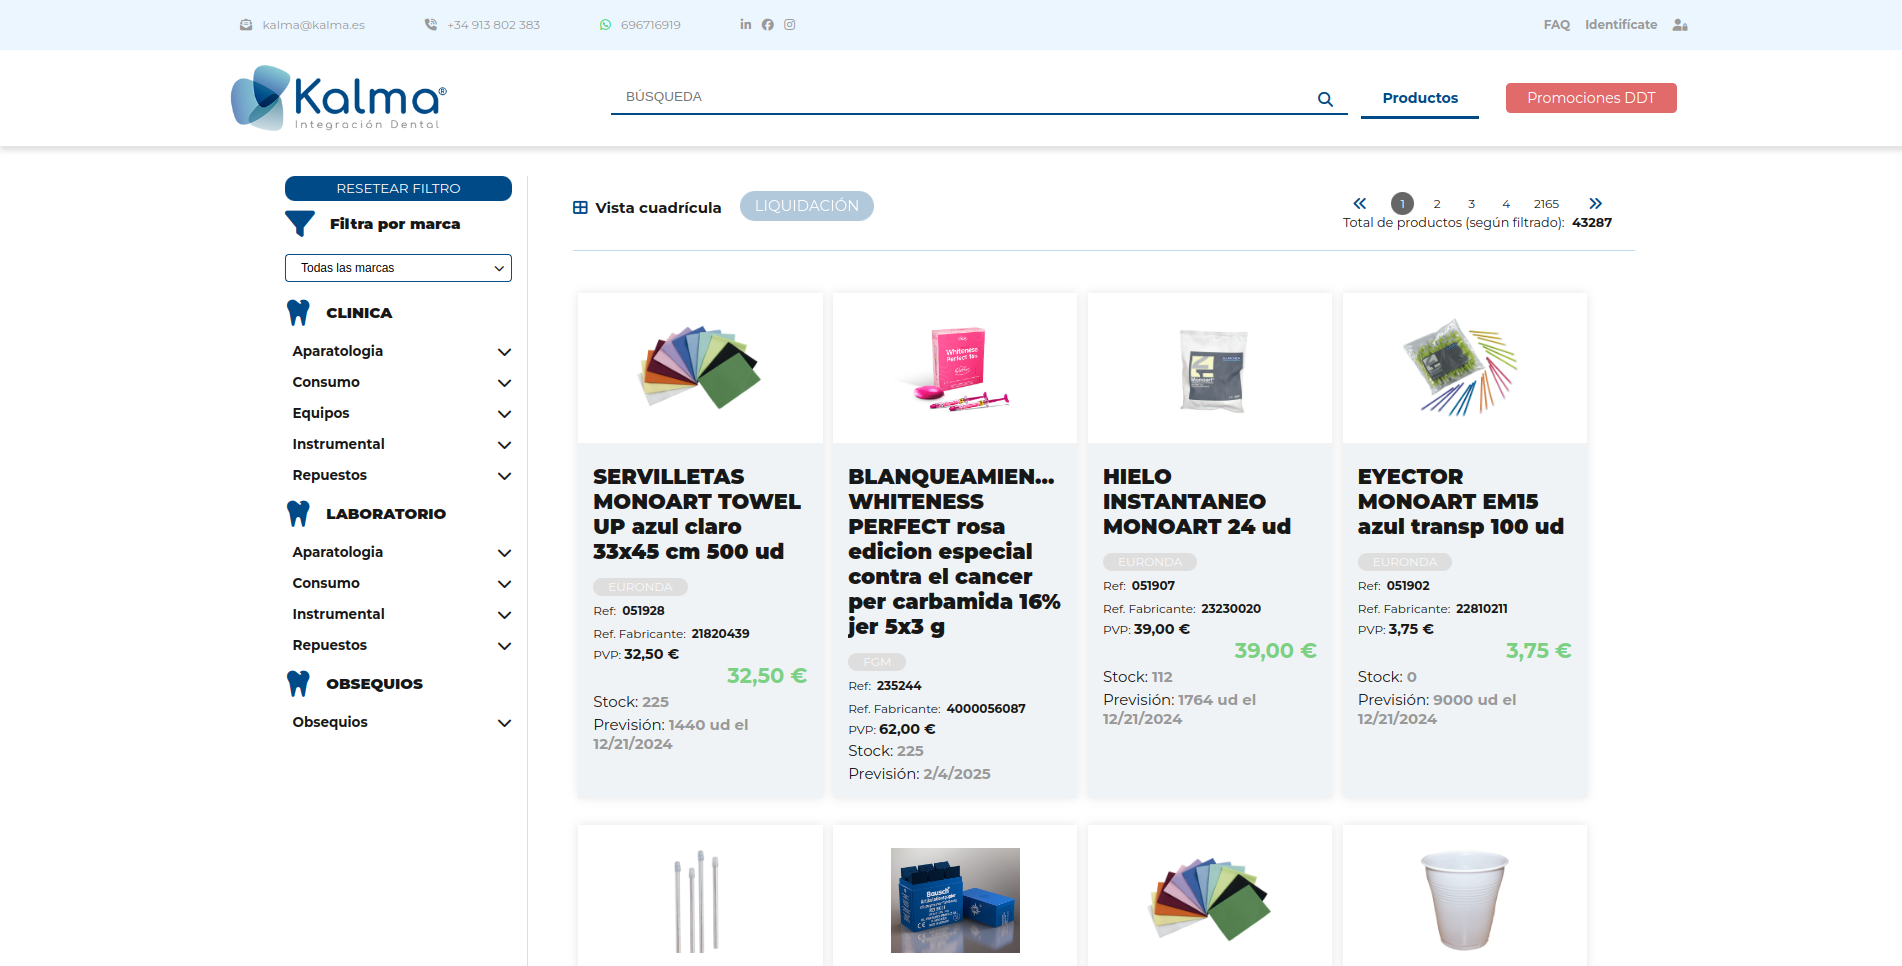 kalma@kalma.es
+34 913 802 383
696716919
FAQ
Identifícate
Kalma®
Integración Dental
BÚSQUEDA
Productos
Promociones DDT
RESETEAR FILTRO
Filtra por marca
Todas las marcas
CLINICA
Aparatologia
Consumo
Equipos
Instrumental
Repuestos
LABORATORIO
Aparatologia
Consumo
Instrumental
Repuestos
OBSEQUIOS
Obsequios
Vista cuadrícula
LIQUIDACIÓN
1 2 3 4 2165
Total de productos (según filtrado): 43287
SERVILLETAS
MONOART TOWEL
UP azul claro
33x45 cm 500 ud
EURONDA
Ref: 051928
Ref. Fabricante: 21820439
PVP: 32,50 €
32,50 €
Stock: 225
Previsión: 1440 ud el
12/21/2024
Whiteness
Perfect 16%
BLANQUEAMIEN...
WHITENESS
PERFECT rosa
edicion especial
contra el cancer
per carbamida 16%
jer 5x3 g
FGM
Ref: 235244
Ref. Fabricante: 4000056087
PVP: 62,00 €
Stock: 225
Previsión: 2/4/2025
Monoart
HIELO
INSTANTANEO
MONOART 24 ud
EURONDA
Ref: 051907
Ref. Fabricante: 23230020
PVP: 39,00 €
39,00 €
Stock: 112
Previsión: 1764 ud el
12/21/2024
EYECTOR
MONOART EM15
azul transp 100 ud
EURONDA
Ref: 051902
Ref. Fabricante: 22810211
PVP: 3,75 €
3,75 €
Stock: 0
Previsión: 9000 ud el
12/21/2024
Bausch